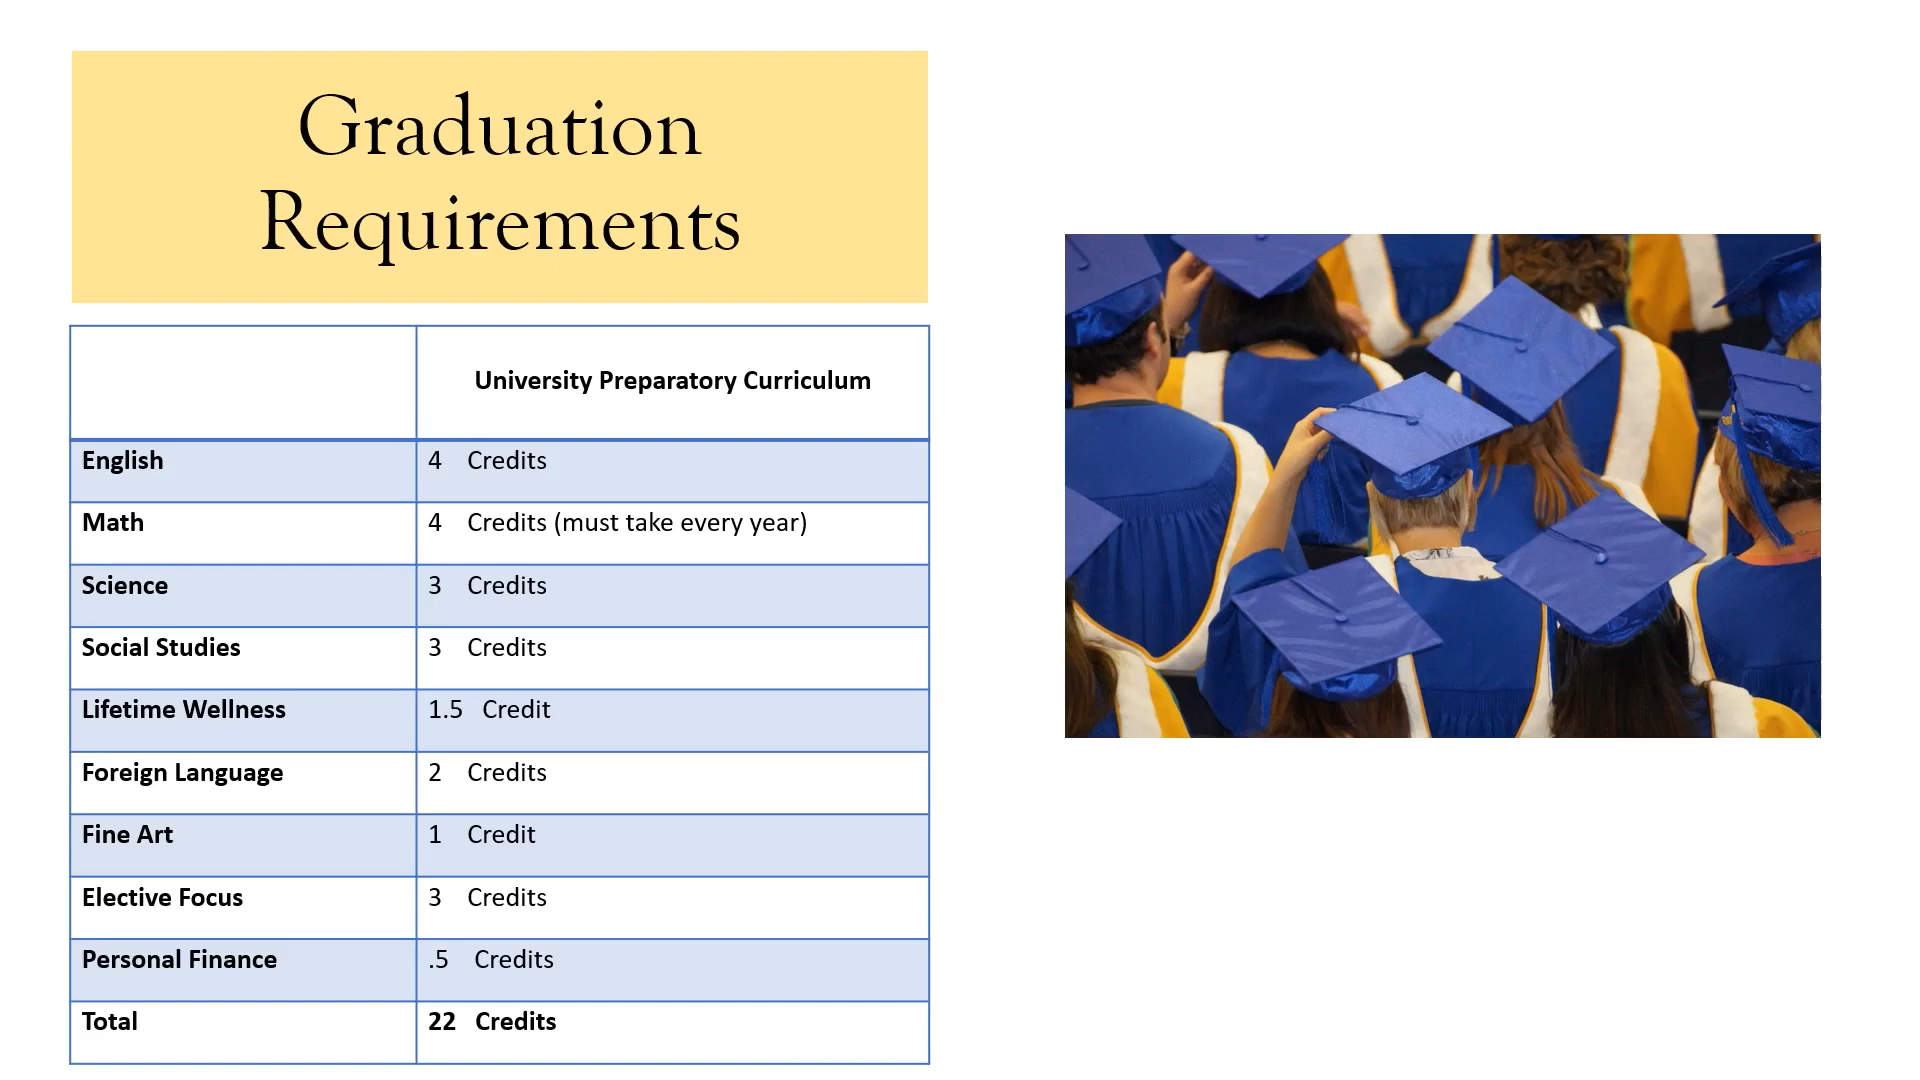 Graduation
Requirements
University Preparatory Curriculum
English 4 Credits
Math 4 Credits (must take every year)
Science 3 Credits
Social Studies 3 Credits
Lifetime Wellness 1.5 Credit
Foreign Language 2 Credits
Fine Art 1 Credit
Elective Focus 3 Credits
Personal Finance .5 Credits
Total 22 Credits